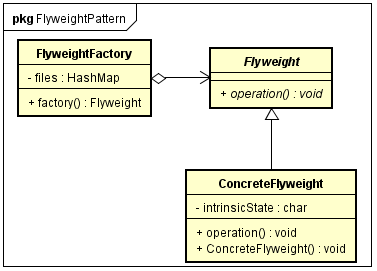 pkg FlyweightPattern
FlyweightFactory
- files : HashMap
+ factory() : Flyweight
Flyweight
+ operation() : void
ConcreteFlyweight
- intrinsicState : char
+ operation() : void
+ ConcreteFlyweight() : void